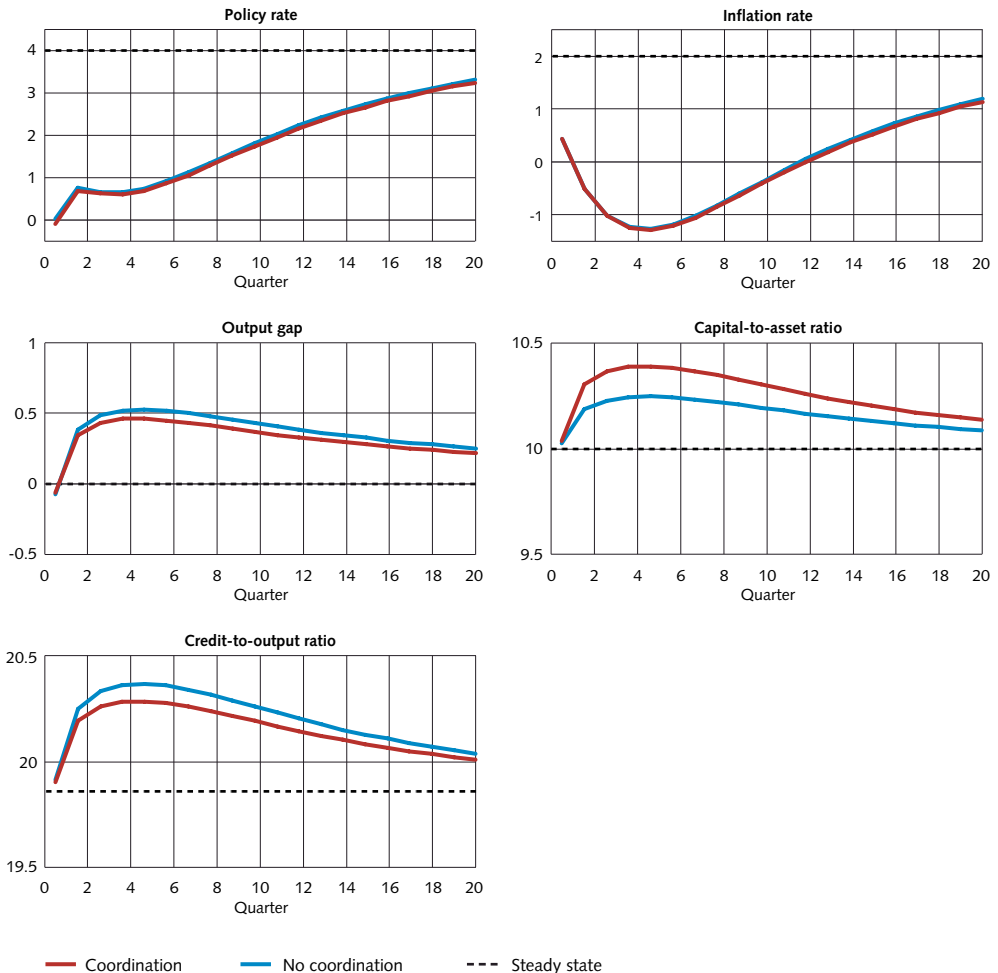 Policy rate
4
3
2
1
0
0 2 4 6 8 10 12 14 16 18 20
Quarter
Inflation rate
2
1
0
-1
0 2 4 6 8 10 12 14 16 18 20
Quarter
Output gap
1
0.5
0
-0.5
0 2 4 6 8 10 12 14 16 18 20
Quarter
Capital-to-asset ratio
10.5
10
9.5
0 2 4 6 8 10 12 14 16 18 20
Quarter
Credit-to-output ratio
20.5
20
19.5
0 2 4 6 8 10 12 14 16 18 20
Quarter
Coordination No coordination Steady state